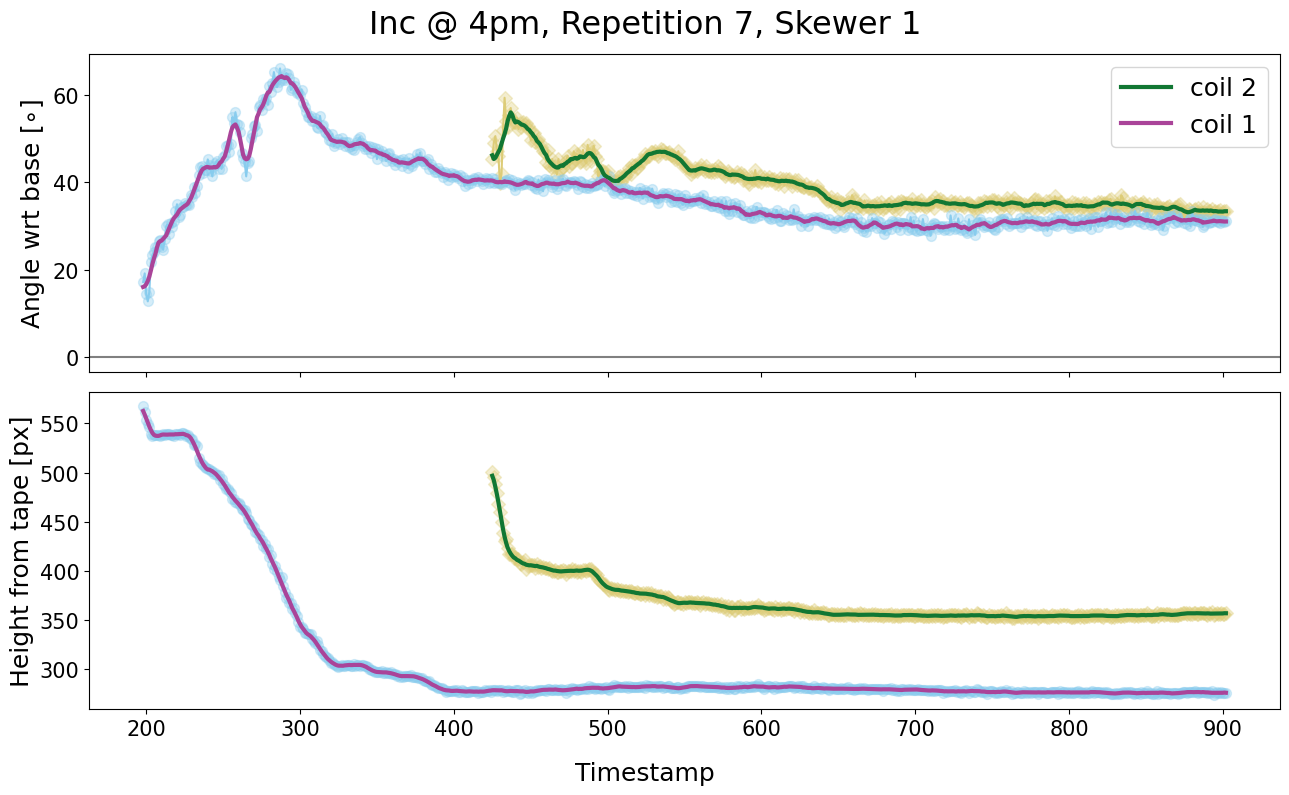 Inc @ 4pm, Repetition 7, Skewer 1
Angle wrt base [∘]
60
40
20
0
coil 2
coil 1
Height from tape [px]
550
500
450
400
350
300
200 300 400 500 600 700 800 900
Timestamp